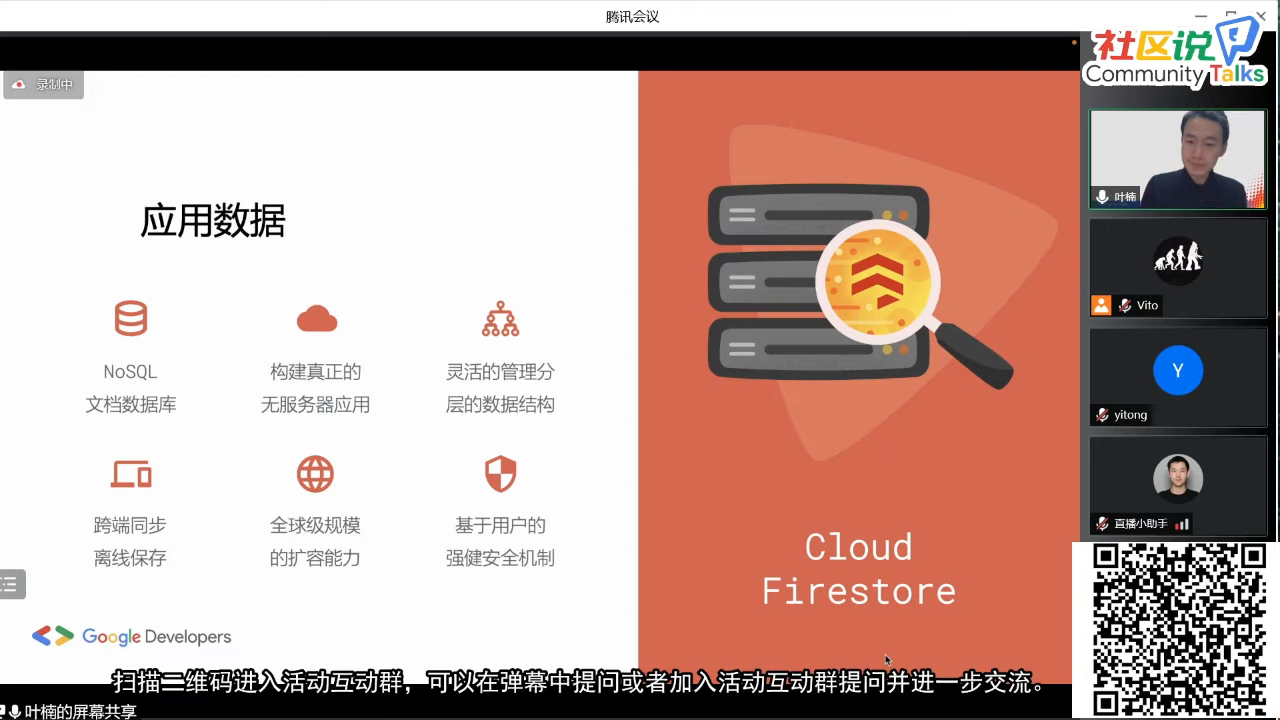 腾讯会议
社区说
Community Talks
录制中
应用数据
NoSQL
文档数据库
构建真正的
无服务器应用
灵活的管理分
层的数据结构
跨端同步
离线保存
全球级规模
的扩容能力
基于用户的
强健安全机制
Google Developers
Cloud
Firestore
叶楠
Vito
Y
yitong
直播小助手
扫描二维码进入活动互动群，可以在弹幕中提问或者加入活动互动群提问并进一步交流。
叶楠的屏幕共享